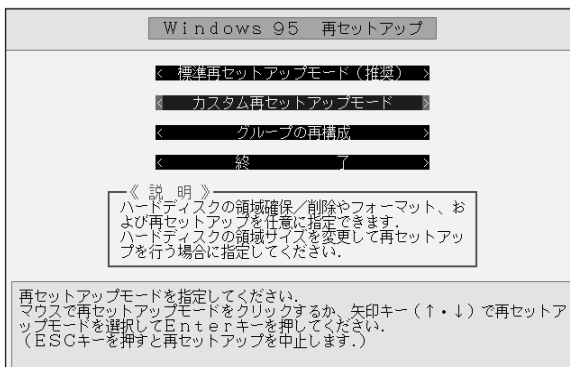 Windows 95 再セットアップ
< 標準再セットアップモード（推奨） >
< カスタム再セットアップモード >
< グループの再構成 >
< 終 了 >
《 説 明 》
ハードディスクの領域確保／削除やフォーマット、お
よび再セットアップを任意に指定できます.
ハードディスクの領域サイズを変更して再セットアッ
プを行う場合に指定してください.
再セットアップモードを指定してください.
マウスで再セットアップモードをクリックするか、矢印キー（↑・↓）で再セットア
ップモードを選択してＥｎｔｅｒキーを押してください.
（ＥＳＣキーを押すと再セットアップを中止します.）